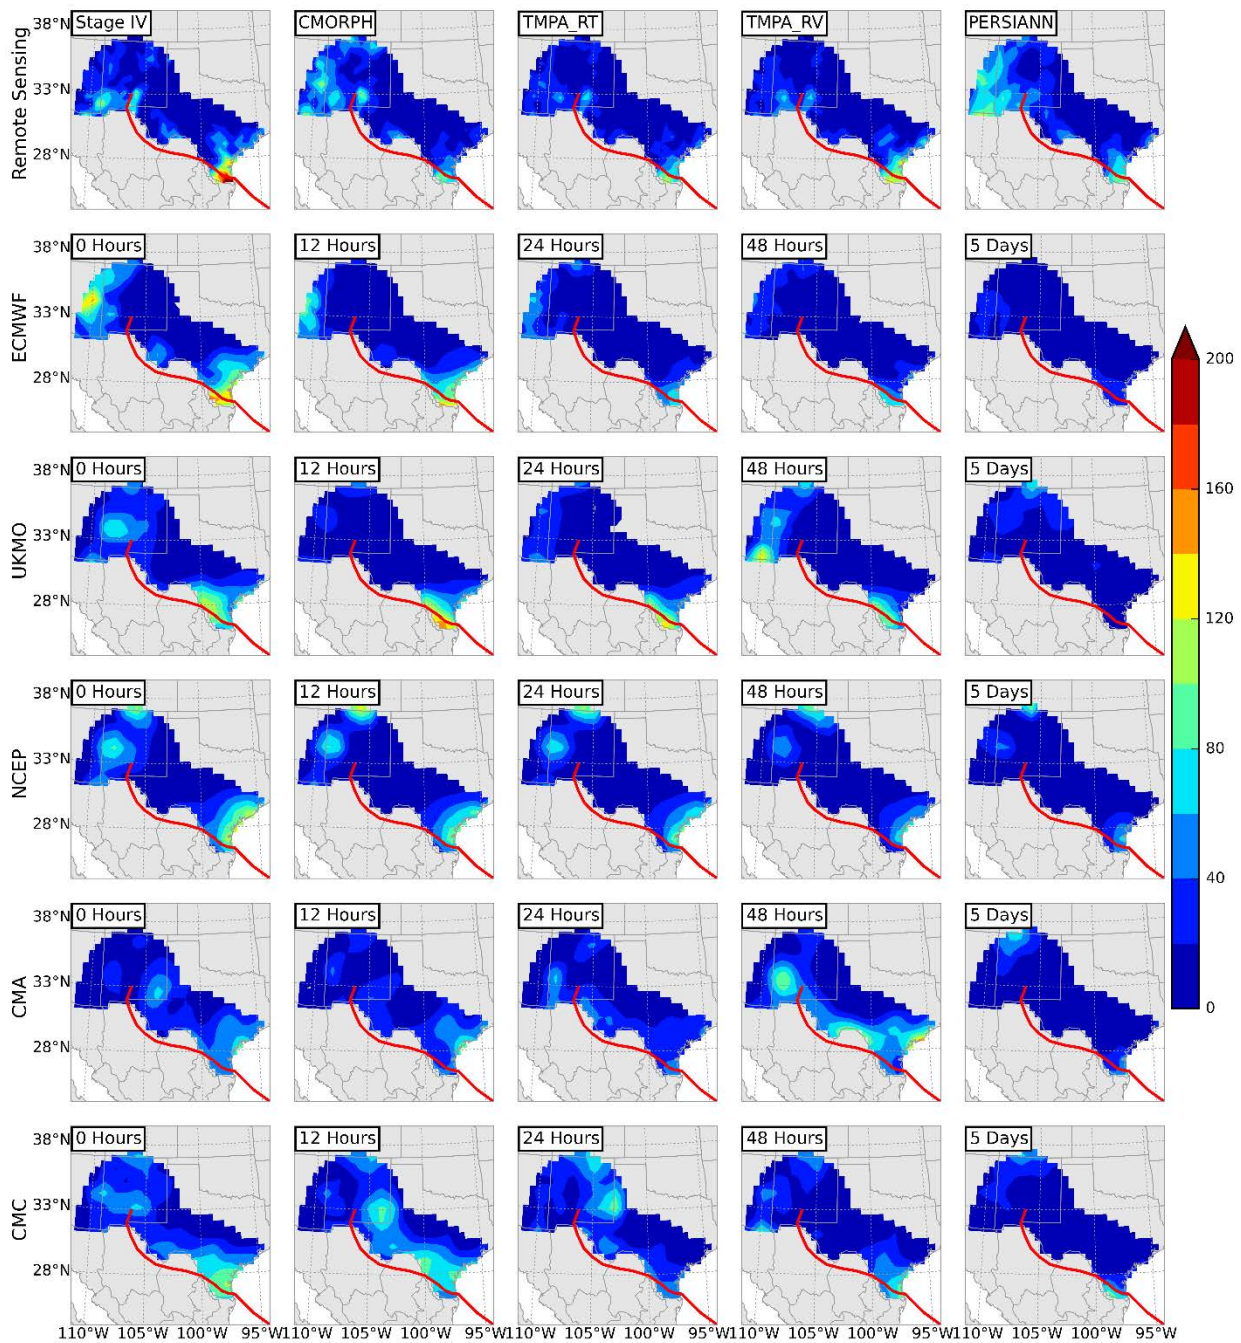 38°N Stage IV CMORPH TMPA_RT TMPA_RV PERSIANN
Remote Sensing
33°N
28°N
38°N 0 Hours 12 Hours 24 Hours 48 Hours 5 Days
ECMWF
33°N
28°N
38°N 0 Hours 12 Hours 24 Hours 48 Hours 5 Days
UKMO
33°N
28°N
38°N 0 Hours 12 Hours 24 Hours 48 Hours 5 Days
NCEP
33°N
28°N
38°N 0 Hours 12 Hours 24 Hours 48 Hours 5 Days
CMA
33°N
28°N
38°N 0 Hours 12 Hours 24 Hours 48 Hours 5 Days
CMC
33°N
28°N
110°W 105°W 100°W 95°W 110°W 105°W 100°W 95°W 110°W 105°W 100°W 95°W 110°W 105°W 100°W 95°W 110°W 105°W 100°W 95°W
200
160
120
80
40
0